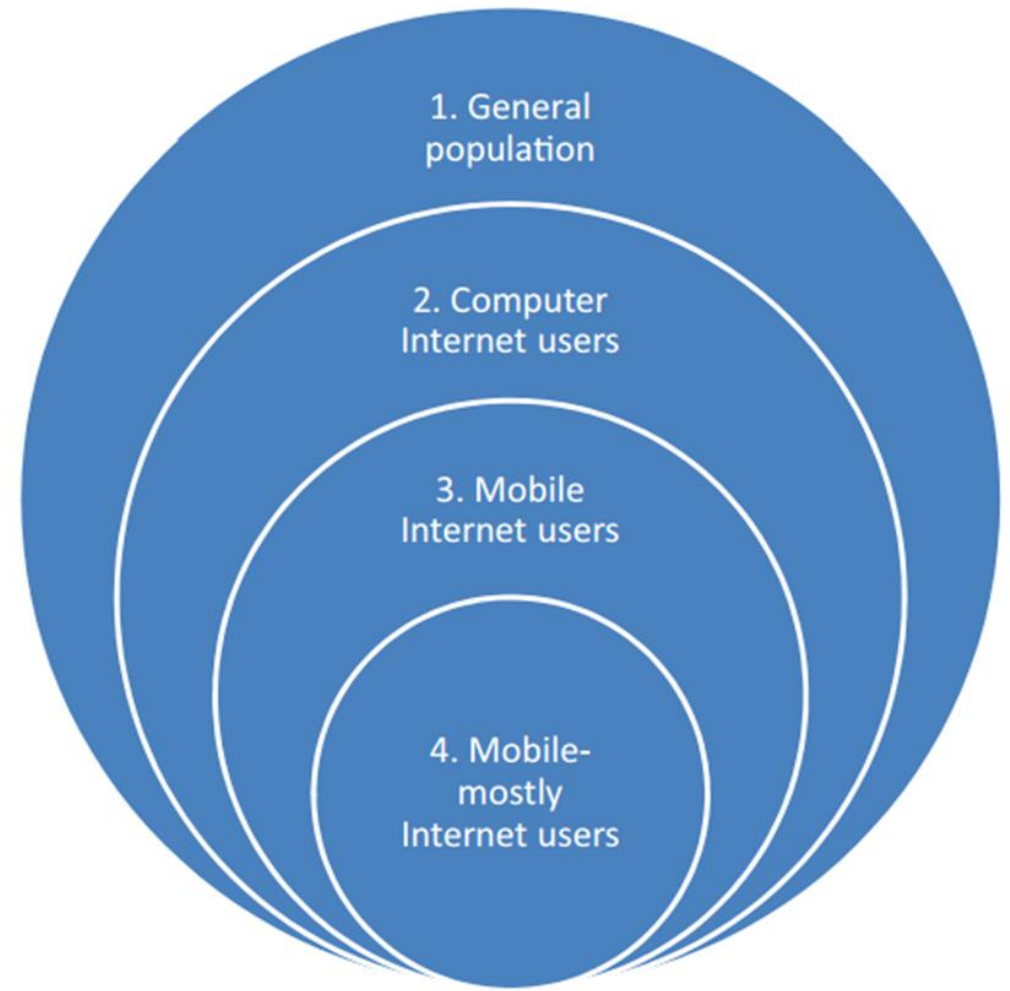 1. General
population
2. Computer
Internet users
3. Mobile
Internet users
4. Mobile-
mostly
Internet users